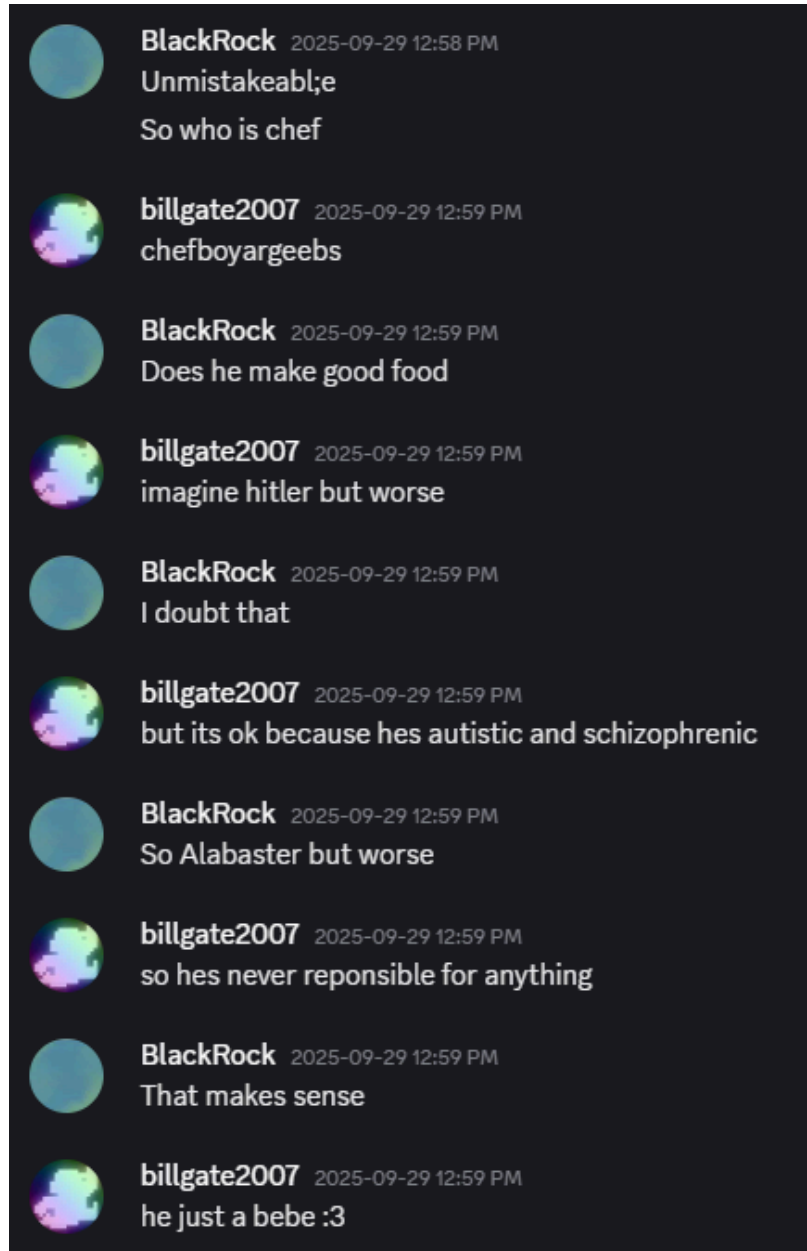 BlackRock 2025-09-29 12:58 PM
Unmistakeabl;e
So who is chef
billgate2007 2025-09-29 12:59 PM
chefboyargeebs
BlackRock 2025-09-29 12:59 PM
Does he make good food
billgate2007 2025-09-29 12:59 PM
imagine hitler but worse
BlackRock 2025-09-29 12:59 PM
I doubt that
billgate2007 2025-09-29 12:59 PM
but its ok because hes autistic and schizophrenic
BlackRock 2025-09-29 12:59 PM
So Alabaster but worse
billgate2007 2025-09-29 12:59 PM
so hes never reponsible for anything
BlackRock 2025-09-29 12:59 PM
That makes sense
billgate2007 2025-09-29 12:59 PM
he just a bebe :3